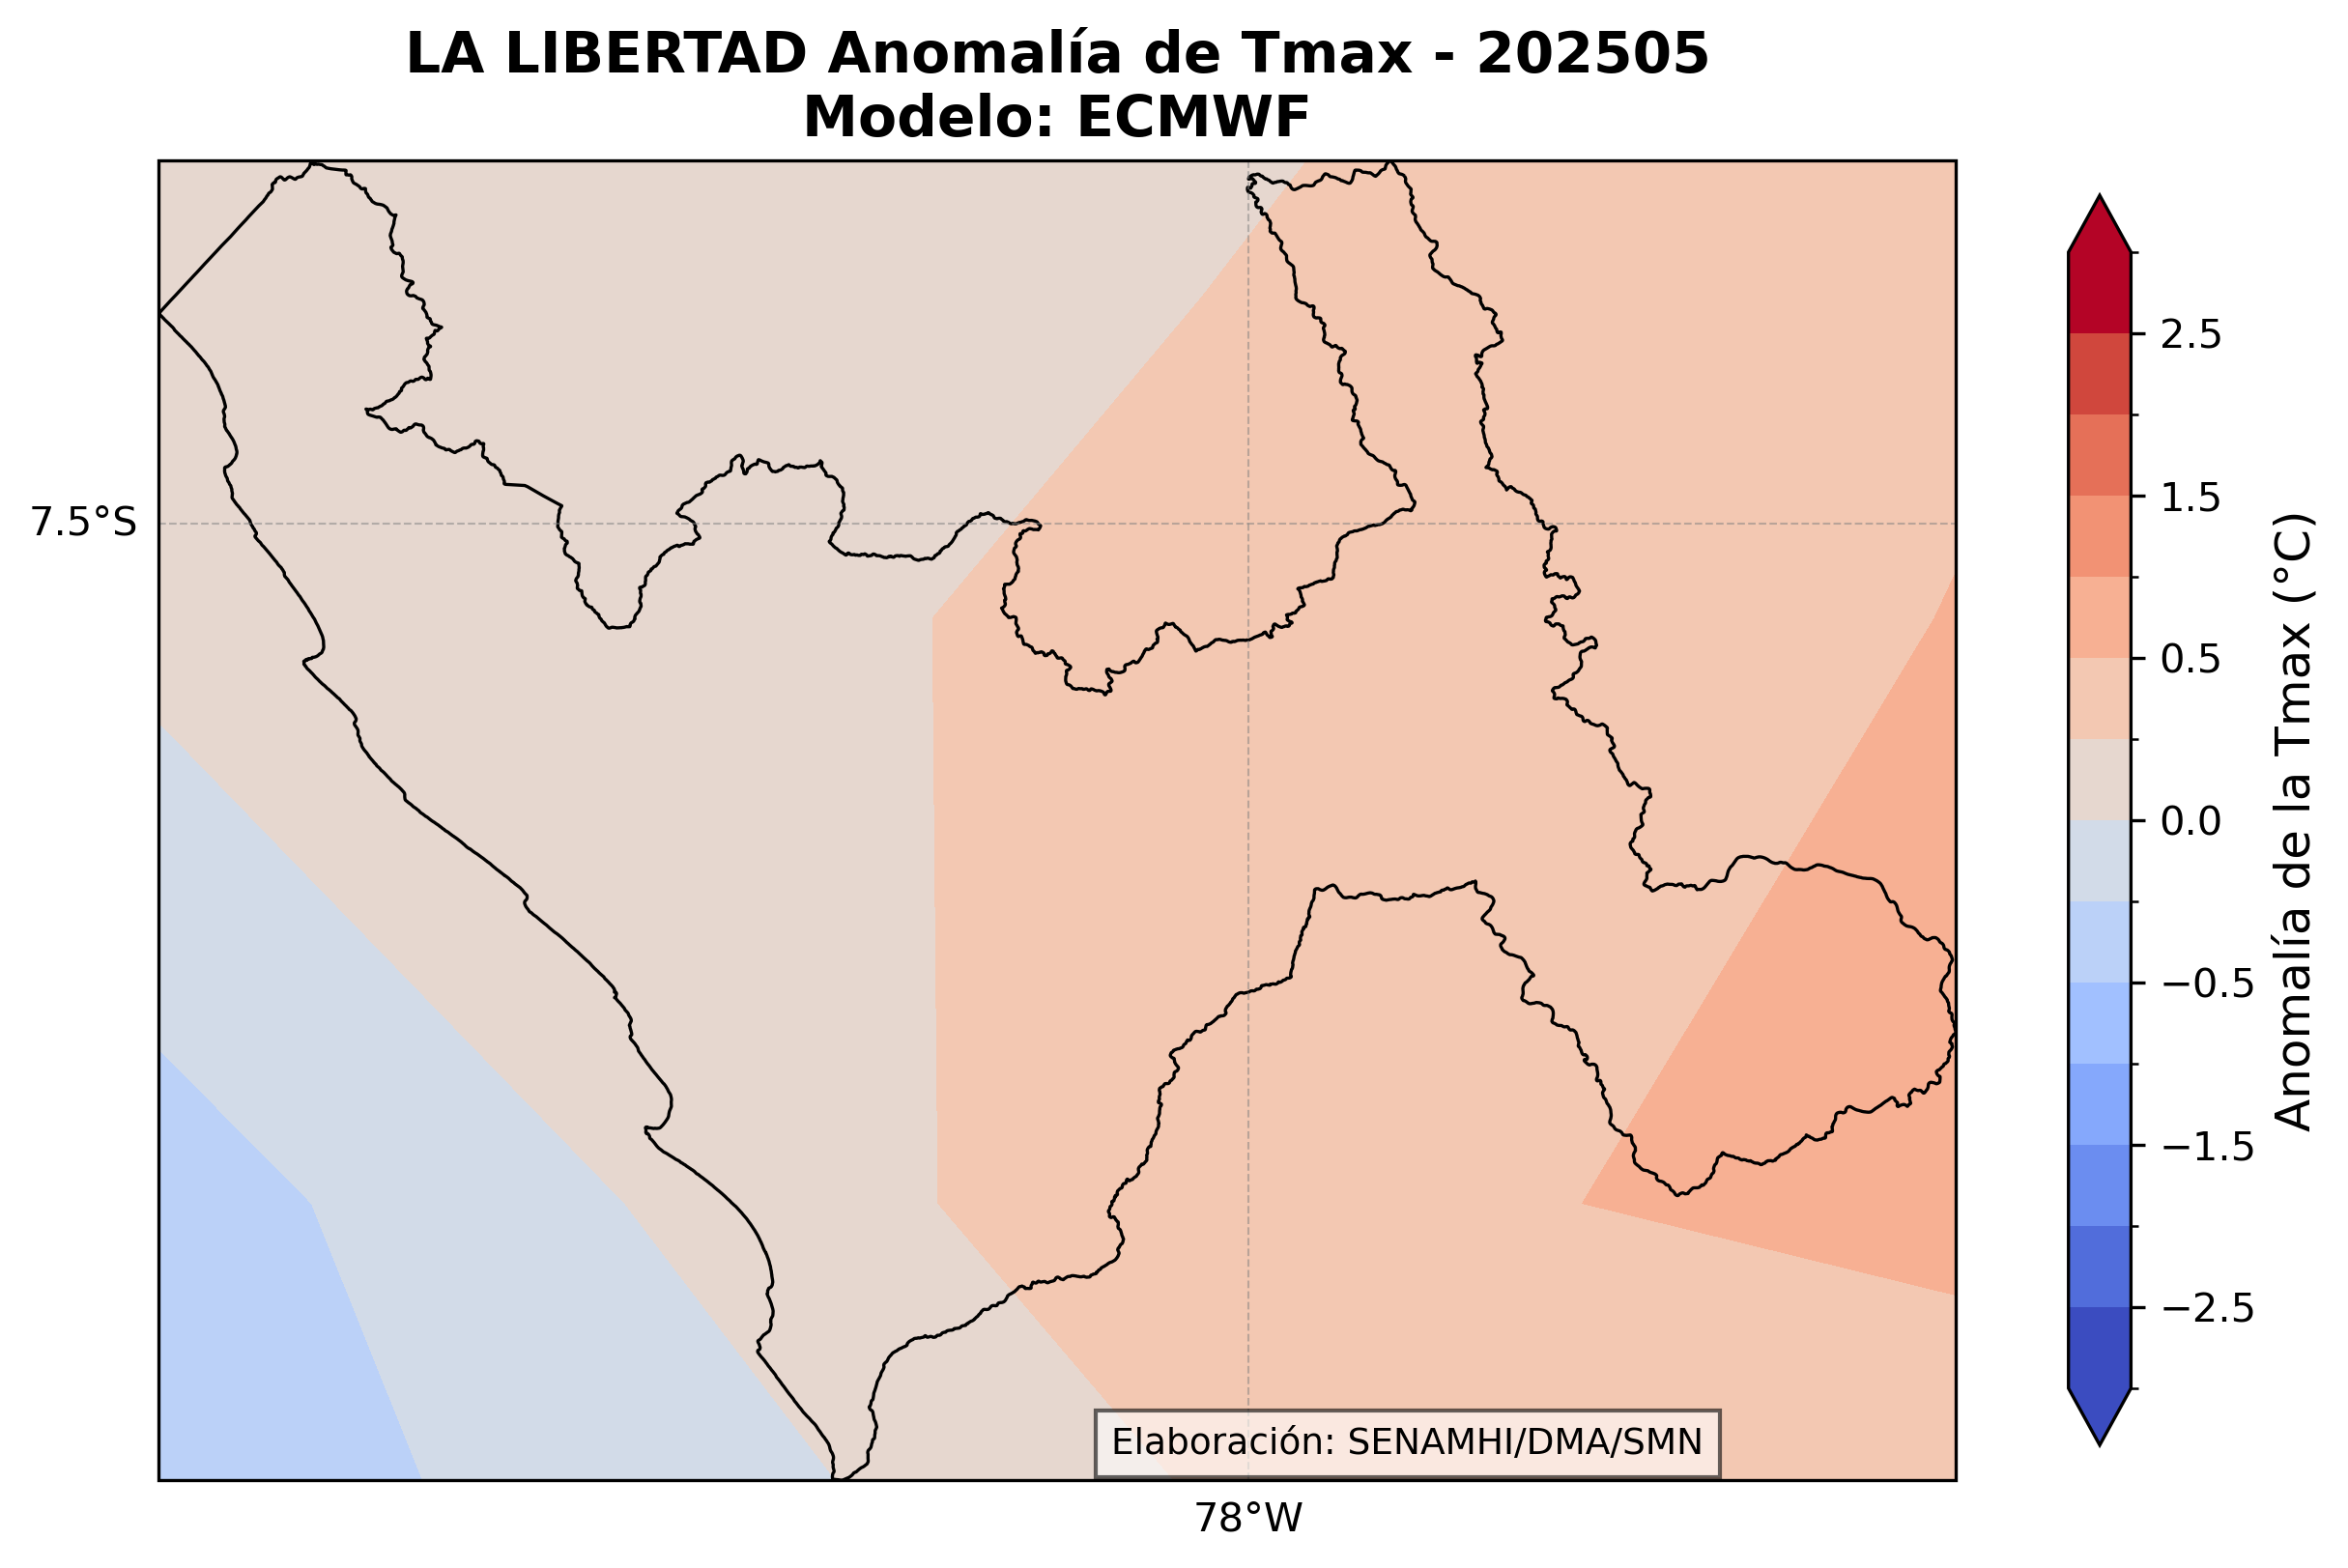 LA LIBERTAD Anomalía de Tmax - 202505
Modelo: ECMWF
7.5°S
78°W
Elaboración: SENAMHI/DMA/SMN
2.5
1.5
0.5
0.0
−0.5
−1.5
−2.5
Anomalía de la Tmax (°C)